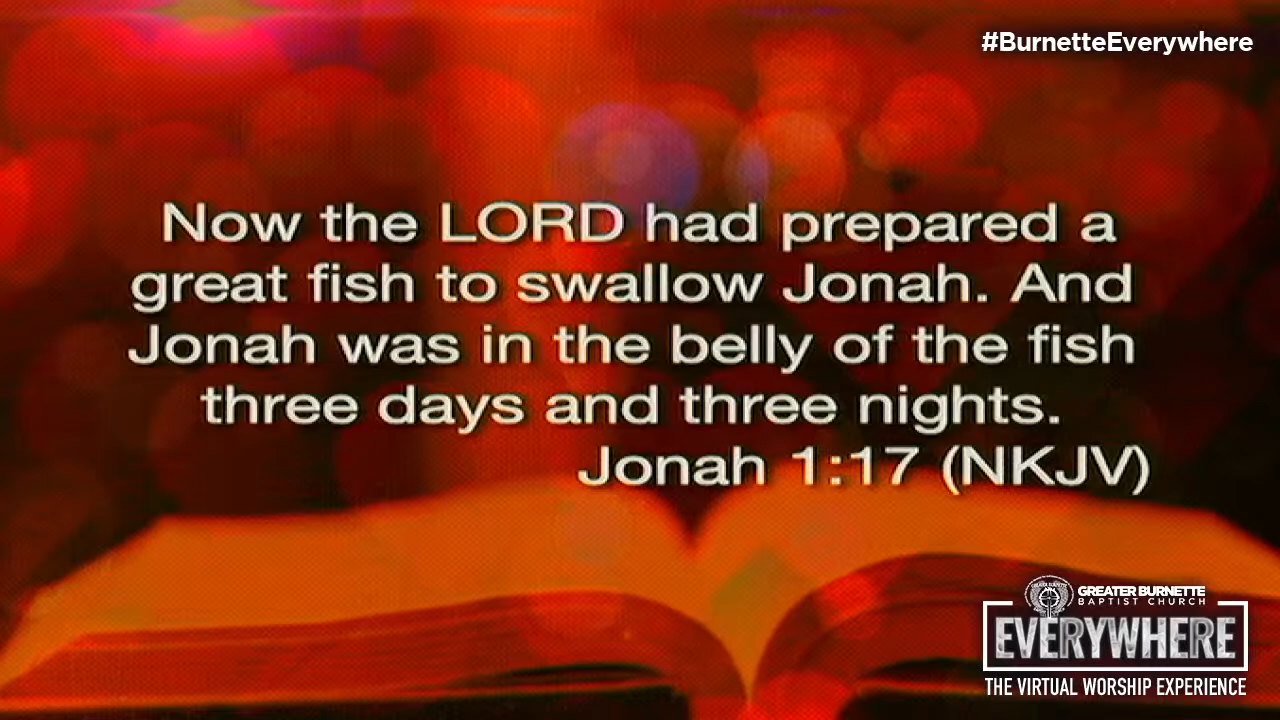 #BurnetteEverywhere
Now the LORD had prepared a
great fish to swallow Jonah. And
Jonah was in the belly of the fish
three days and three nights.
Jonah 1:17 (NKJV)
GREATER BURNETTE
BAPTIST CHURCH
EVERYWHERE
THE VIRTUAL WORSHIP EXPERIENCE